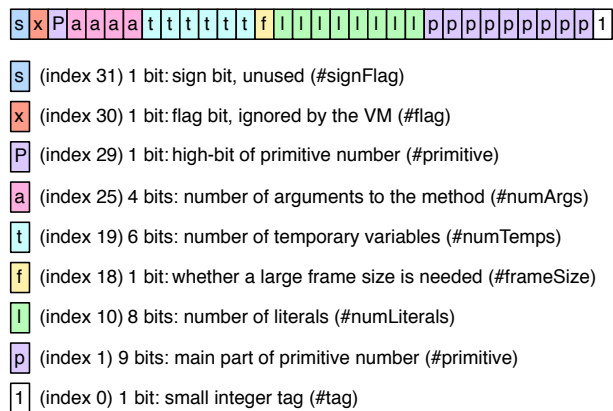 s x P a a a a t t t t t t f l l l l l l l l p p p p p p p p p 1
s (index 31) 1 bit: sign bit, unused (#signFlag)
x (index 30) 1 bit: flag bit, ignored by the VM (#flag)
P (index 29) 1 bit: high-bit of primitive number (#primitive)
a (index 25) 4 bits: number of arguments to the method (#numArgs)
t (index 19) 6 bits: number of temporary variables (#numTemps)
f (index 18) 1 bit: whether a large frame size is needed (#frameSize)
l (index 10) 8 bits: number of literals (#numLiterals)
p (index 1) 9 bits: main part of primitive number (#primitive)
1 (index 0) 1 bit: small integer tag (#tag)